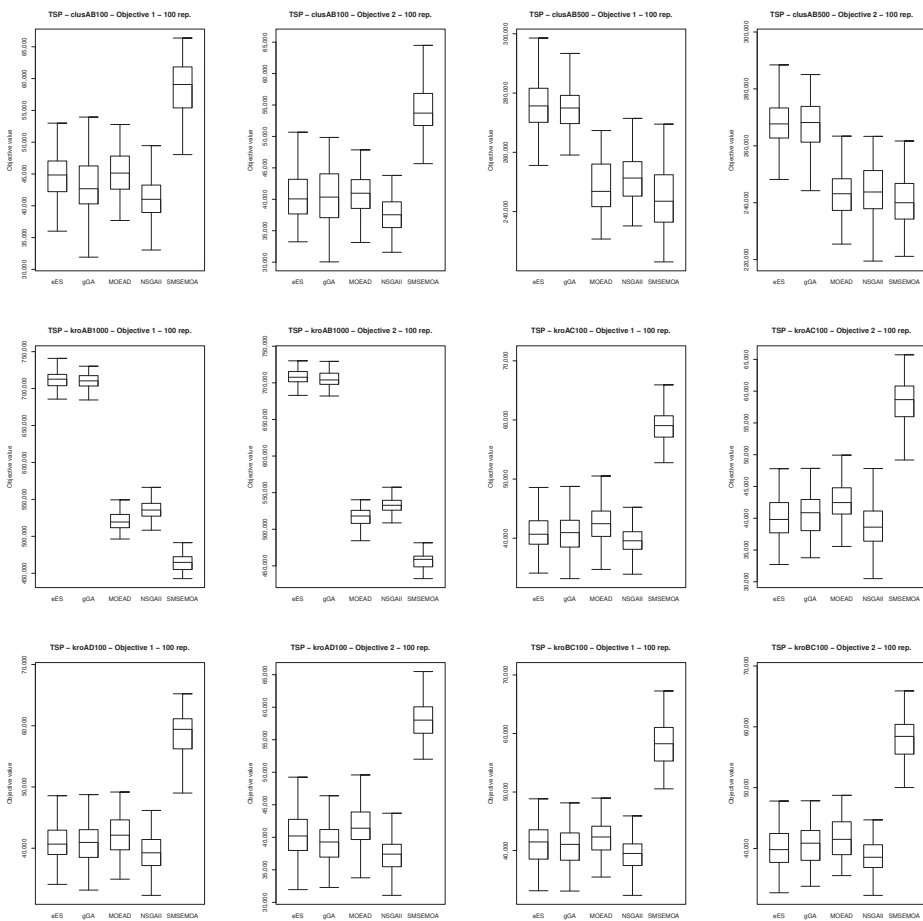 TSP − clusAB100 − Objective 1 − 100 rep.
Objective value
65,000
60,000
55,000
50,000
45,000
40,000
35,000
30,000
eES gGA MOEAD NSGAII SMSEMOA
TSP − clusAB100 − Objective 2 − 100 rep.
Objective value
65,000
60,000
55,000
50,000
45,000
40,000
35,000
30,000
eES gGA MOEAD NSGAII SMSEMOA
TSP − clusAB500 − Objective 1 − 100 rep.
Objective value
300,000
280,000
260,000
240,000
eES gGA MOEAD NSGAII SMSEMOA
TSP − clusAB500 − Objective 2 − 100 rep.
Objective value
300,000
280,000
260,000
240,000
220,000
eES gGA MOEAD NSGAII SMSEMOA
TSP − kroAB1000 − Objective 1 − 100 rep.
Objective value
750,000
700,000
650,000
600,000
550,000
500,000
450,000
eES gGA MOEAD NSGAII SMSEMOA
TSP − kroAB1000 − Objective 2 − 100 rep.
Objective value
750,000
700,000
650,000
600,000
550,000
500,000
450,000
eES gGA MOEAD NSGAII SMSEMOA
TSP − kroAC100 − Objective 1 − 100 rep.
Objective value
70,000
60,000
50,000
40,000
eES gGA MOEAD NSGAII SMSEMOA
TSP − kroAC100 − Objective 2 − 100 rep.
Objective value
65,000
60,000
55,000
50,000
45,000
40,000
35,000
30,000
eES gGA MOEAD NSGAII SMSEMOA
TSP − kroAD100 − Objective 1 − 100 rep.
Objective value
70,000
60,000
50,000
40,000
eES gGA MOEAD NSGAII SMSEMOA
TSP − kroAD100 − Objective 2 − 100 rep.
Objective value
65,000
60,000
55,000
50,000
45,000
40,000
35,000
30,000
eES gGA MOEAD NSGAII SMSEMOA
TSP − kroBC100 − Objective 1 − 100 rep.
Objective value
70,000
60,000
50,000
40,000
eES gGA MOEAD NSGAII SMSEMOA
TSP − kroBC100 − Objective 2 − 100 rep.
Objective value
70,000
60,000
50,000
40,000
eES gGA MOEAD NSGAII SMSEMOA